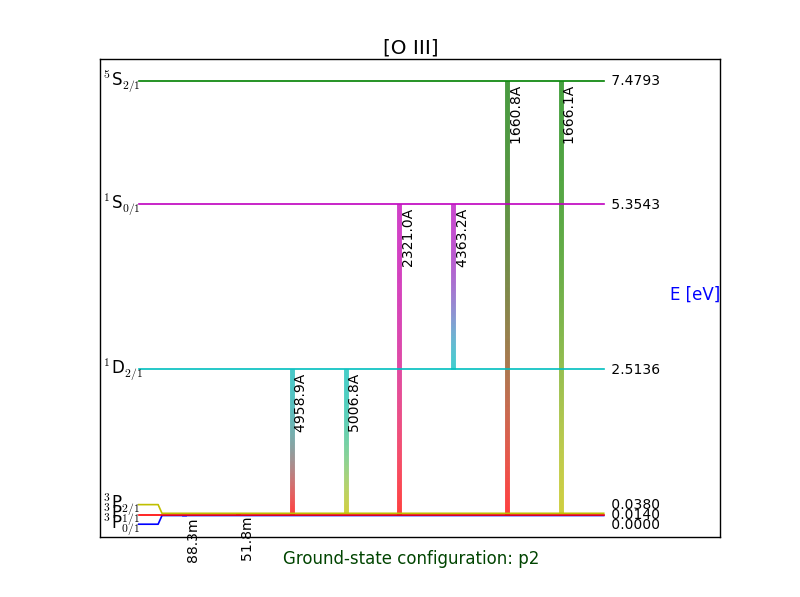 [O III]
⁵S₂/₁ 7.4793
1660.8A
1666.1A
¹S₀/₁ 5.3543
2321.0A
4363.2A
E [eV]
¹D₂/₁ 2.5136
4958.9A
5006.8A
³P₂/₁ 0.0380
³P₁/₁ 0.0140
³P₀/₁ 0.0000
88.3m
51.8m
Ground-state configuration: p2